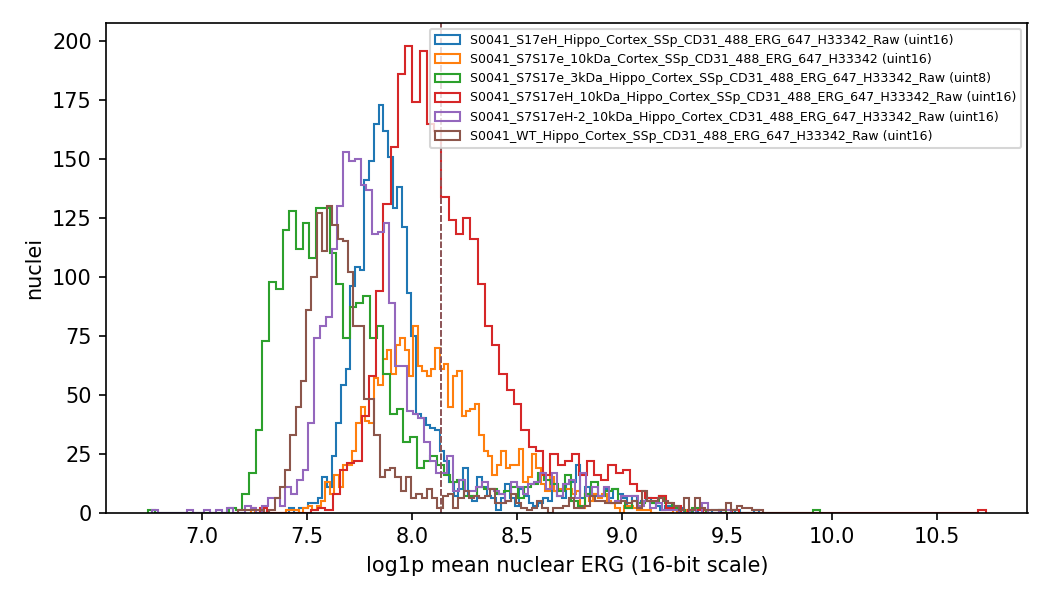 S0041_S17eH_Hippo_Cortex_SSp_CD31_488_ERG_647_H33342_Raw (uint16)
S0041_S7S17e_10kDa_Cortex_SSp_CD31_488_ERG_647_H33342 (uint16)
S0041_S7S17e_3kDa_Hippo_Cortex_SSp_CD31_488_ERG_647_H33342_Raw (uint8)
S0041_S7S17eH_10kDa_Hippo_Cortex_SSp_CD31_488_ERG_647_H33342_Raw (uint16)
S0041_S7S17eH-2_10kDa_Hippo_Cortex_SSp_CD31_488_ERG_647_H33342_Raw (uint16)
S0041_WT_Hippo_Cortex_SSp_CD31_488_ERG_647_H33342_Raw (uint16)
nuclei
200
175
150
125
100
75
50
25
0
7.0 7.5 8.0 8.5 9.0 9.5 10.0 10.5
log1p mean nuclear ERG (16-bit scale)